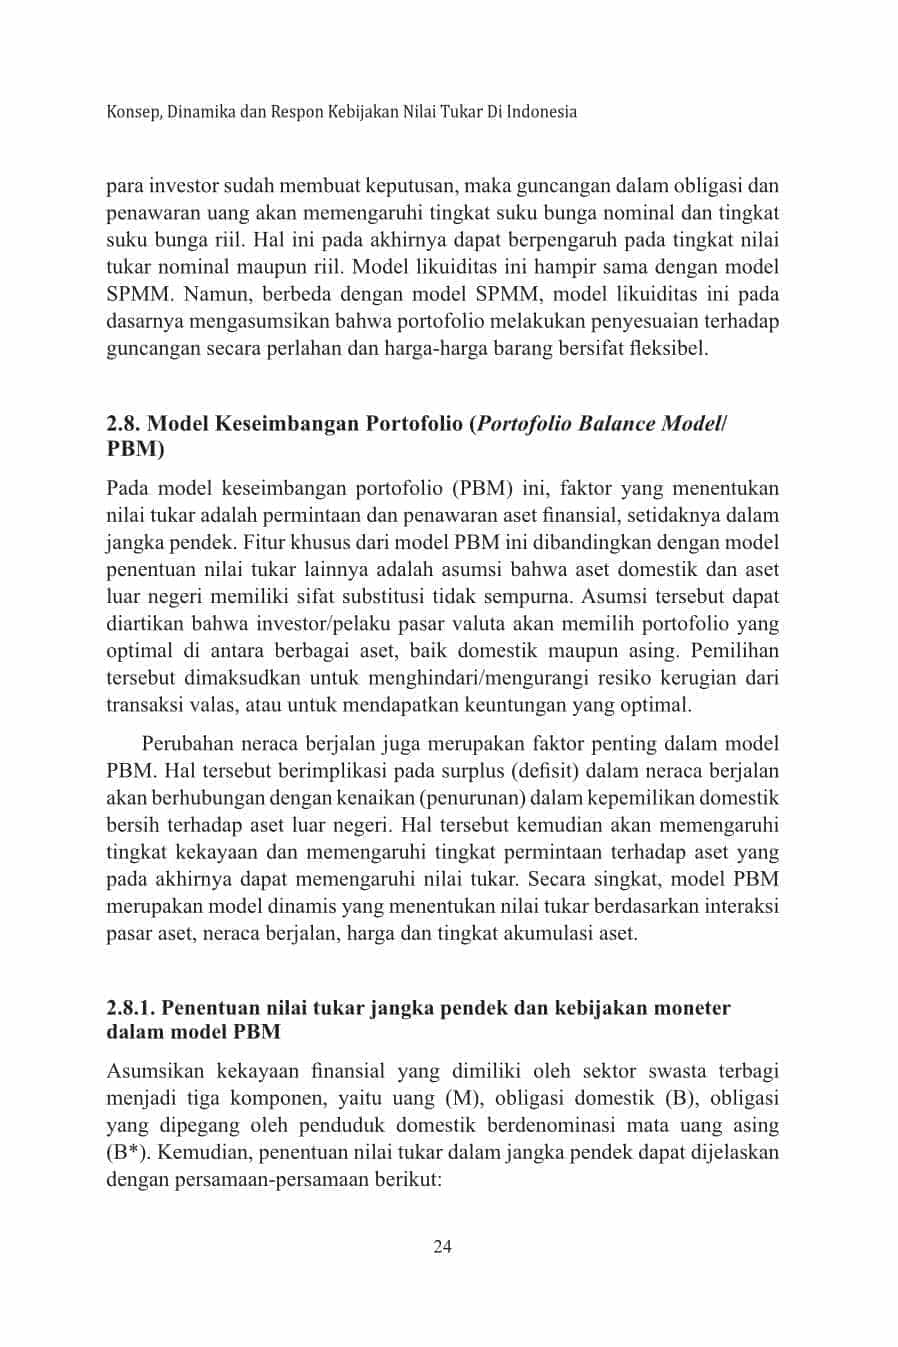 Konsep, Dinamika dan Respon Kebijakan Nilai Tukar Di Indonesia
para investor sudah membuat keputusan, maka guncangan dalam obligasi dan
penawaran uang akan memengaruhi tingkat suku bunga nominal dan tingkat
suku bunga riil. Hal ini pada akhirnya dapat berpengaruh pada tingkat nilai
tukar nominal maupun riil. Model likuiditas ini hampir sama dengan model
SPMM. Namun, berbeda dengan model SPMM, model likuiditas ini pada
dasarnya mengasumsikan bahwa portofolio melakukan penyesuaian terhadap
guncangan secara perlahan dan harga-harga barang bersifat fleksibel.
2.8. Model Keseimbangan Portofolio (Portofolio Balance Model/
PBM)
Pada model keseimbangan portofolio (PBM) ini, faktor yang menentukan
nilai tukar adalah permintaan dan penawaran aset finansial, setidaknya dalam
jangka pendek. Fitur khusus dari model PBM ini dibandingkan dengan model
penentuan nilai tukar lainnya adalah asumsi bahwa aset domestik dan aset
luar negeri memiliki sifat substitusi tidak sempurna. Asumsi tersebut dapat
diartikan bahwa investor/pelaku pasar valuta akan memilih portofolio yang
optimal di antara berbagai aset, baik domestik maupun asing. Pemilihan
tersebut dimaksudkan untuk menghindari/mengurangi resiko kerugian dari
transaksi valas, atau untuk mendapatkan keuntungan yang optimal.
Perubahan neraca berjalan juga merupakan faktor penting dalam model
PBM. Hal tersebut berimplikasi pada surplus (defisit) dalam neraca berjalan
akan berhubungan dengan kenaikan (penurunan) dalam kepemilikan domestik
bersih terhadap aset luar negeri. Hal tersebut kemudian akan memengaruhi
tingkat kekayaan dan memengaruhi tingkat permintaan terhadap aset yang
pada akhirnya dapat memengaruhi nilai tukar. Secara singkat, model PBM
merupakan model dinamis yang menentukan nilai tukar berdasarkan interaksi
pasar aset, neraca berjalan, harga dan tingkat akumulasi aset.
2.8.1. Penentuan nilai tukar jangka pendek dan kebijakan moneter
dalam model PBM
Asumsikan kekayaan finansial yang dimiliki oleh sektor swasta terbagi
menjadi tiga komponen, yaitu uang (M), obligasi domestik (B), obligasi
yang dipegang oleh penduduk domestik berdenominasi mata uang asing
(B*). Kemudian, penentuan nilai tukar dalam jangka pendek dapat dijelaskan
dengan persamaan-persamaan berikut:
24